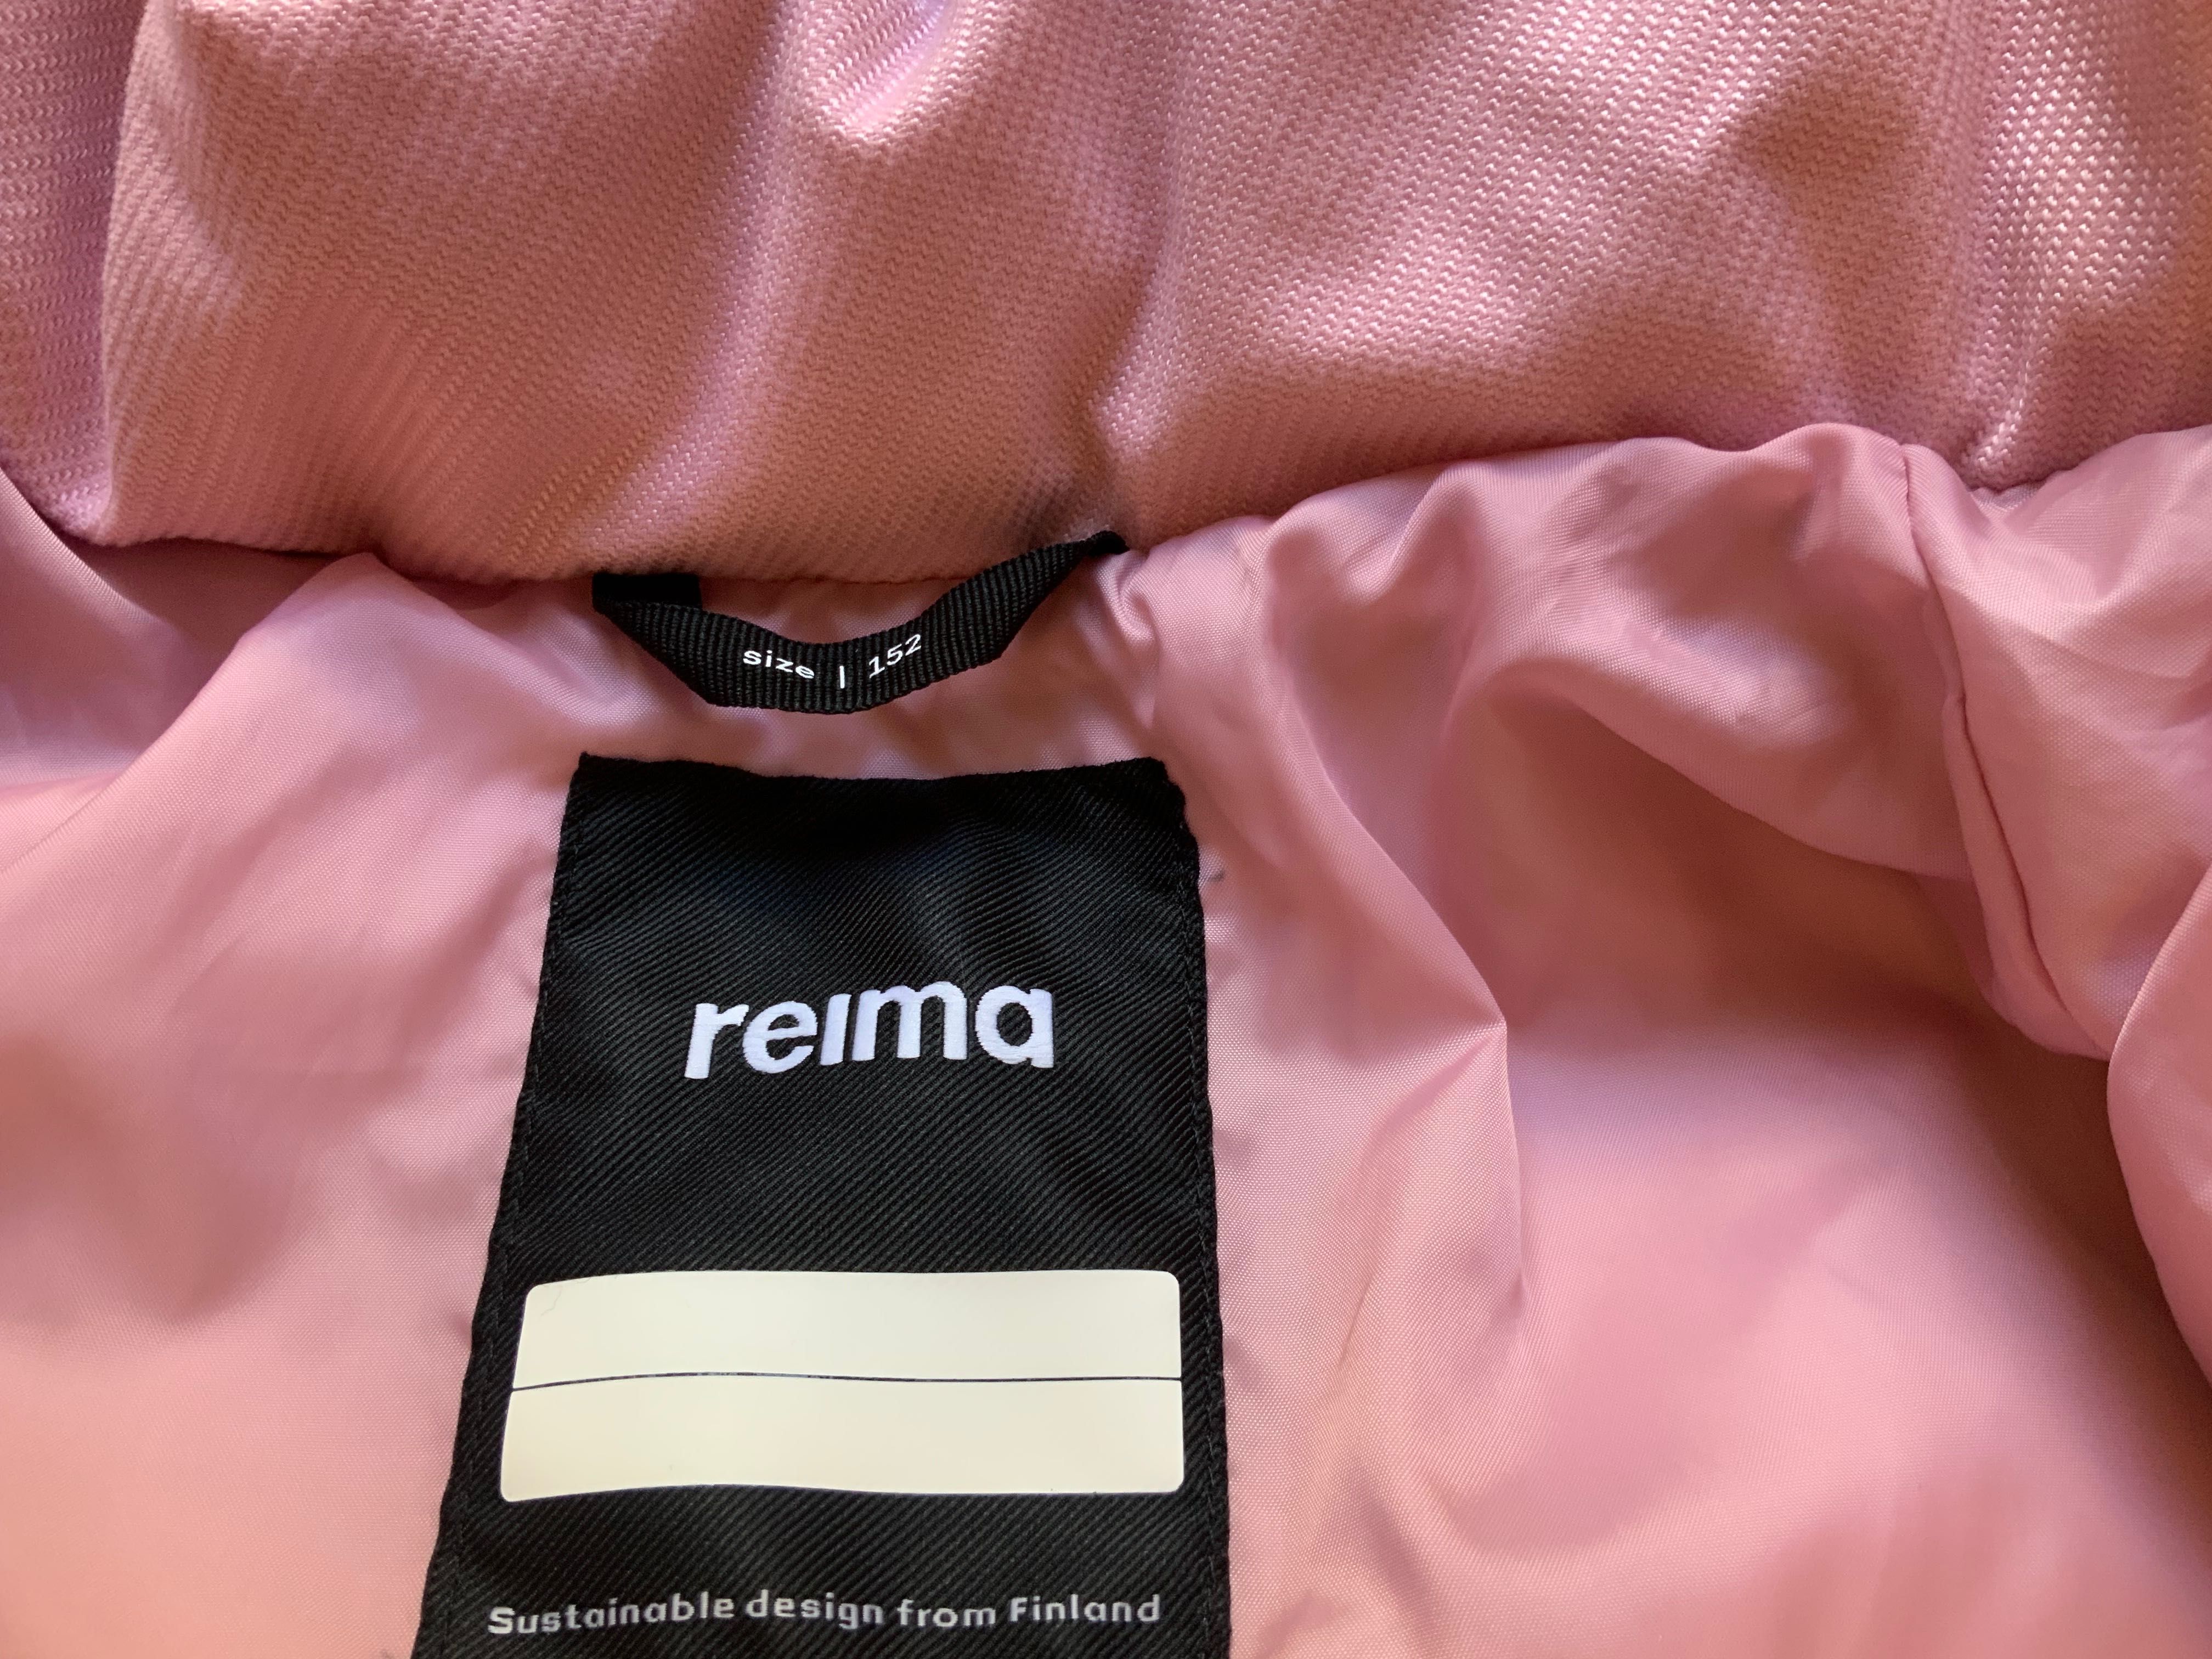 size | 152
reima
Sustainable design from Finland